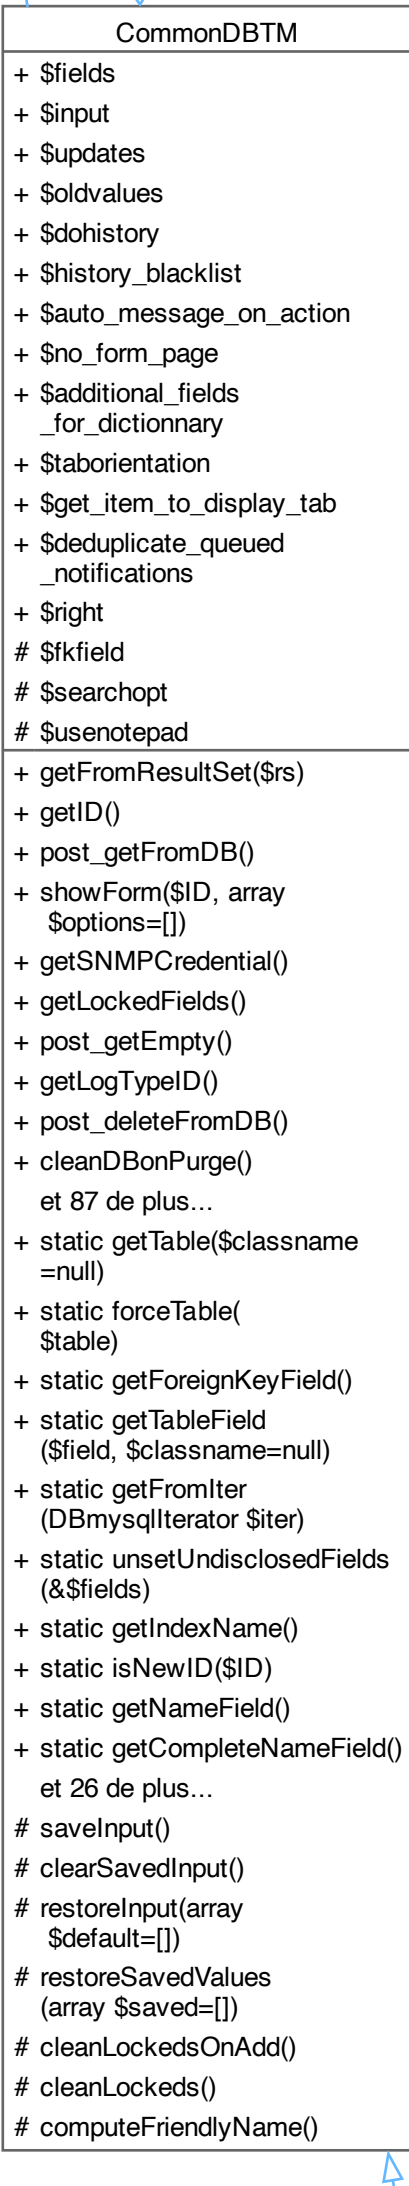 CommonDBTM
+ $fields
+ $input
+ $updates
+ $oldvalues
+ $dohistory
+ $history_blacklist
+ $auto_message_on_action
+ $no_form_page
+ $additional_fields
_for_dictionnary
+ $taborientation
+ $get_item_to_display_tab
+ $deduplicate_queued
_notifications
+ $right
# $fkfield
# $searchopt
# $usenotepad
+ getFromResultSet($rs)
+ getID()
+ post_getFromDB()
+ showForm($ID, array
$options=[])
+ getSNMPCredential()
+ getLockedFields()
+ post_getEmpty()
+ getLogTypeID()
+ post_deleteFromDB()
+ cleanDBonPurge()
et 87 de plus...
+ static getTable($classname
=null)
+ static forceTable(
$table)
+ static getForeignKeyField()
+ static getTableField
($field, $classname=null)
+ static getFromIter
(DBmysqlIterator $iter)
+ static unsetUndisclosedFields
(&$fields)
+ static getIndexName()
+ static isNewID($ID)
+ static getNameField()
+ static getCompleteNameField()
et 26 de plus...
# saveInput()
# clearSavedInput()
# restoreInput(array
$default=[])
# restoreSavedValues
(array $saved=[])
# cleanLockedsOnAdd()
# cleanLockeds()
# computeFriendlyName()